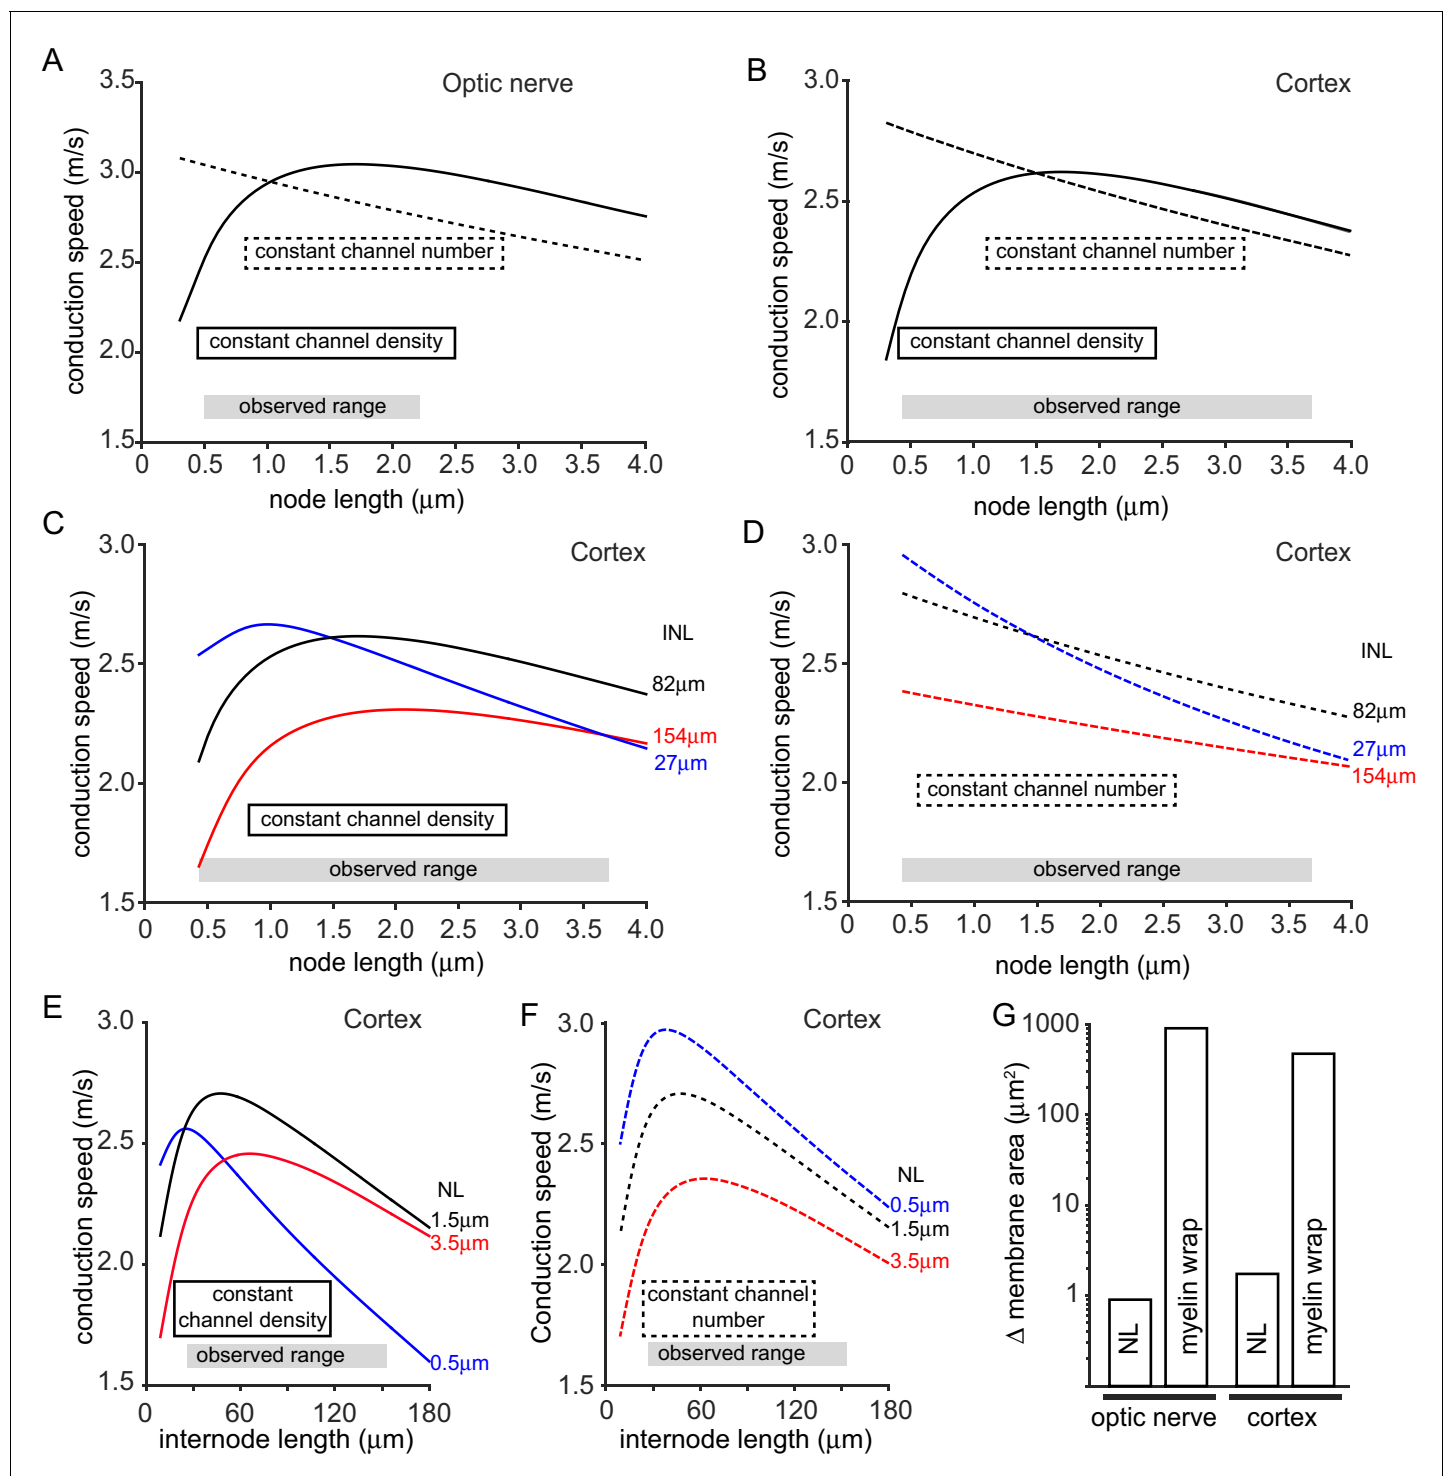 A
Optic nerve
conduction speed (m/s)
3.5
3.0
2.5
2.0
1.5
constant channel number
constant channel density
observed range
0 0.5 1.0 1.5 2.0 2.5 3.0 3.5 4.0
node length (μm)
B
Cortex
conduction speed (m/s)
3.0
2.5
2.0
1.5
constant channel number
constant channel density
observed range
0 0.5 1.0 1.5 2.0 2.5 3.0 3.5 4.0
node length (μm)
C
Cortex
conduction speed (m/s)
3.0
2.5
2.0
1.5
INL
82μm
154μm
27μm
constant channel density
observed range
0 0.5 1.0 1.5 2.0 2.5 3.0 3.5 4.0
node length (μm)
D
Cortex
conduction speed (m/s)
3.0
2.5
2.0
1.5
INL
82μm
27μm
154μm
constant channel number
observed range
0 0.5 1.0 1.5 2.0 2.5 3.0 3.5 4.0
node length (μm)
E
Cortex
conduction speed (m/s)
3.0
2.5
2.0
1.5
NL
1.5μm
3.5μm
0.5μm
constant
channel density
observed range
0 60 120 180
internode length (μm)
F
Cortex
Conduction speed (m/s)
3.0
2.5
2.0
1.5
NL
0.5μm
1.5μm
3.5μm
constant channel
number
observed range
0 60 120 180
internode length (μm)
G
Δ membrane area (μm²)
1000
100
10
1
NL
myelin wrap
NL
myelin wrap
optic nerve
cortex